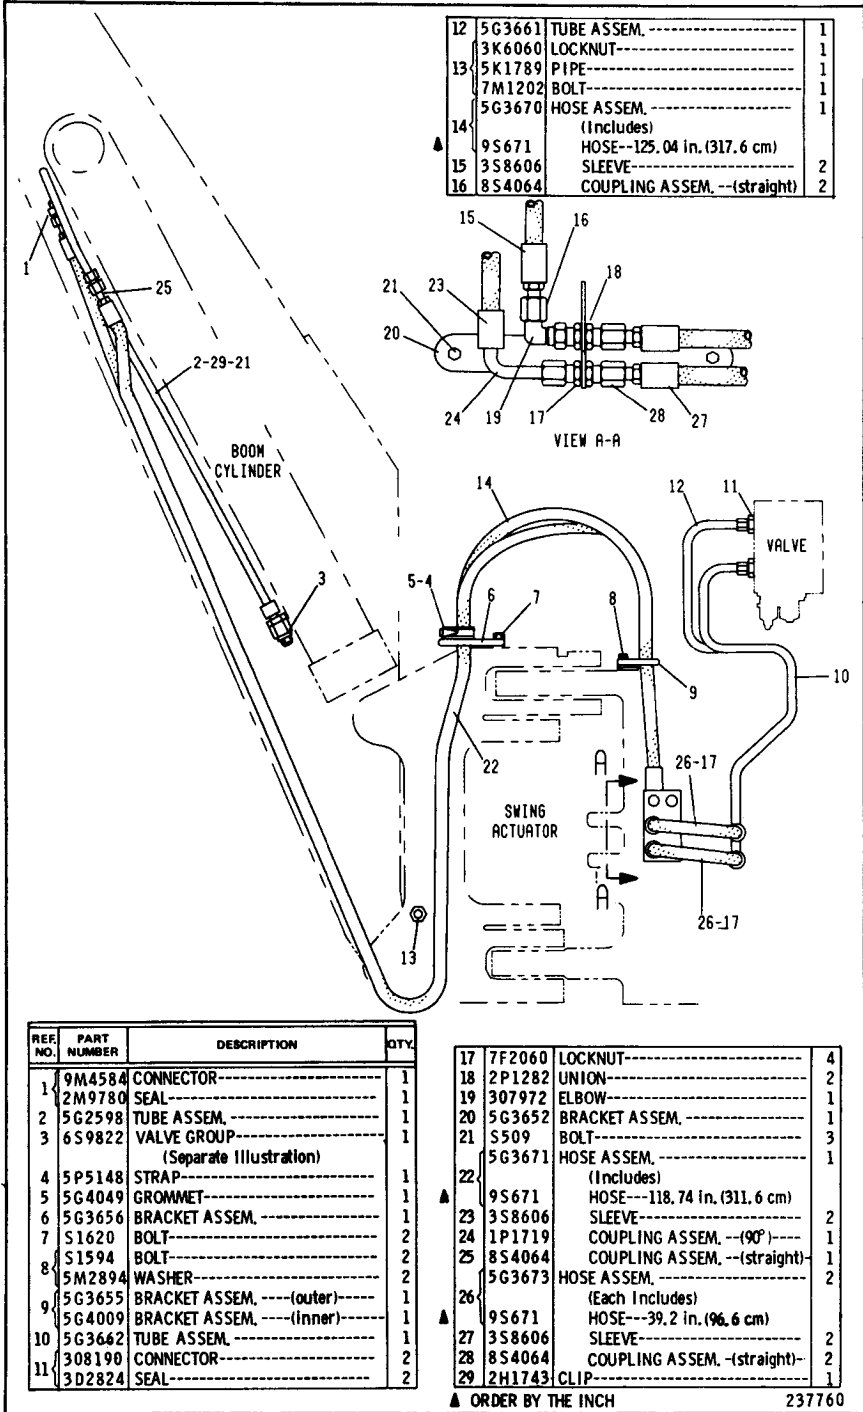 12 5G3661 TUBE ASSEM. 1
13 3K6060 LOCKNUT 1
5K1789 PIPE 1
7M1202 BOLT 1
14 5G3670 HOSE ASSEM. 1
(Includes)
▲ 9S671 HOSE--125.04 in. (317.6 cm)
15 3S8606 SLEEVE 2
16 8S4064 COUPLING ASSEM. --(straight) 2
15
16
18
21
23
20
24
19
17
28
27
VIEW A-A
1
25
2-29-21
BOOM
CYLINDER
3
14
12
11
VALVE
5-4
6
7
8
9
10
22
A
26-17
SWING
ACTUATOR
A
26-17
13
REF. NO. PART NUMBER DESCRIPTION QTY.
1 9M4584 CONNECTOR 1
2M9780 SEAL 1
2 5G2598 TUBE ASSEM. 1
3 6S9822 VALVE GROUP 1
(Separate Illustration)
4 5P5148 STRAP 1
5 5G4049 GROMMET 1
6 5G3656 BRACKET ASSEM. 1
7 S1620 BOLT 2
8 S1594 BOLT 2
5M2894 WASHER 2
9 5G3655 BRACKET ASSEM. ----(outer) 1
5G4009 BRACKET ASSEM. ----(inner) 1
10 5G3662 TUBE ASSEM. 1
11 308190 CONNECTOR 2
3D2824 SEAL 2
17 7F2060 LOCKNUT 4
18 2P1282 UNION 2
19 307972 ELBOW 1
20 5G3652 BRACKET ASSEM. 1
21 S509 BOLT 3
22 5G3671 HOSE ASSEM. 1
(Includes)
▲ 9S671 HOSE---118.74 in. (311.6 cm)
23 3S8606 SLEEVE 2
24 1P1719 COUPLING ASSEM. --(90°)---- 1
25 8S4064 COUPLING ASSEM. --(straight)- 1
26 5G3673 HOSE ASSEM. 2
(Each Includes)
▲ 9S671 HOSE---39.2 in. (96.6 cm)
27 3S8606 SLEEVE 2
28 8S4064 COUPLING ASSEM. -(straight)- 2
29 2H1743 CLIP 1
▲ ORDER BY THE INCH 237760